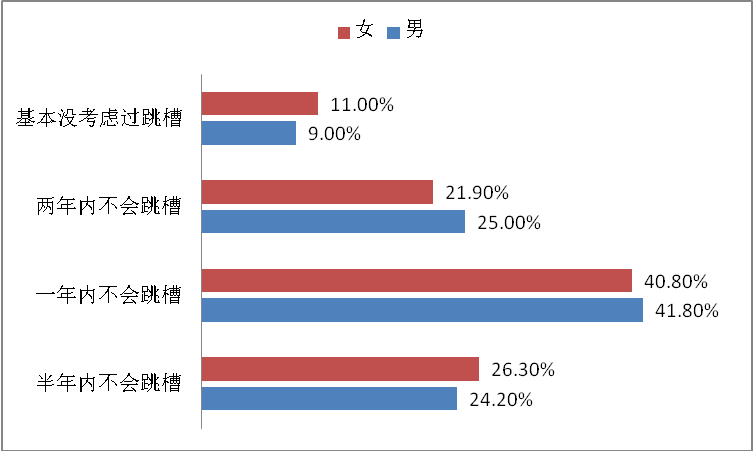 女 男
基本没考虑过跳槽
11.00%
9.00%
两年内不会跳槽
21.90%
25.00%
一年内不会跳槽
40.80%
41.80%
半年内不会跳槽
26.30%
24.20%